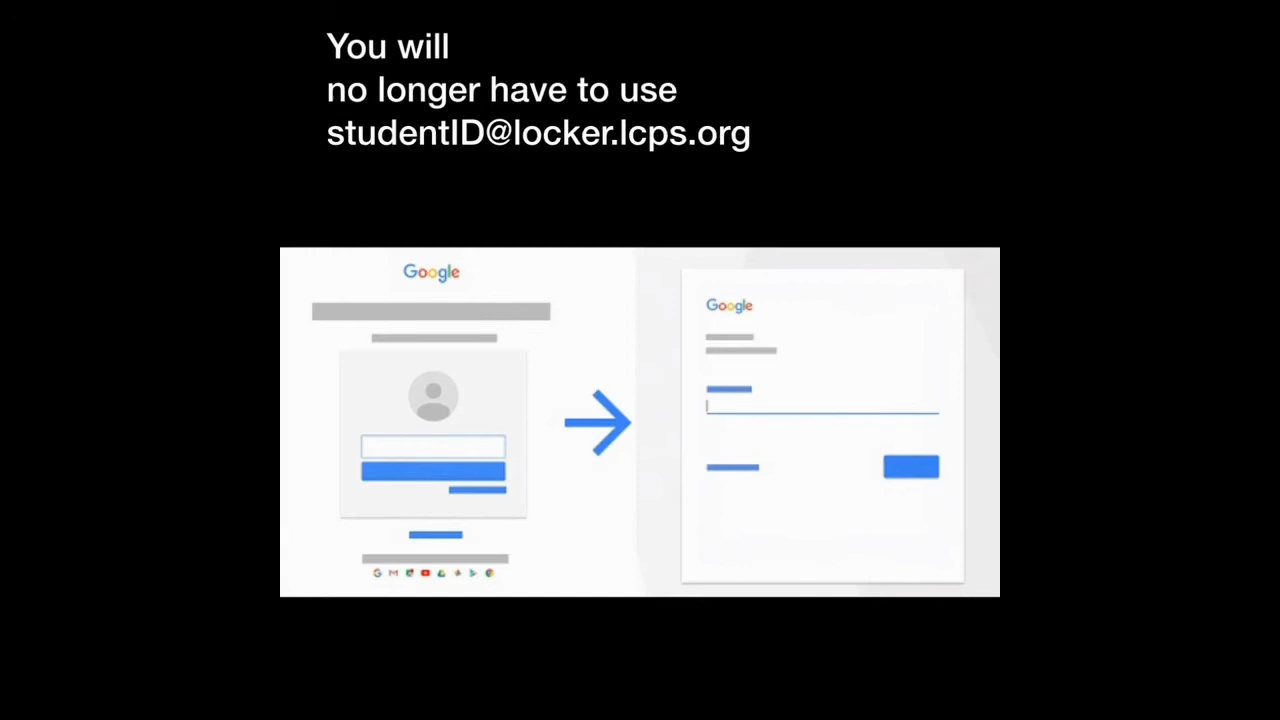 You will
no longer have to use
studentID@locker.lcps.org
Google
Google